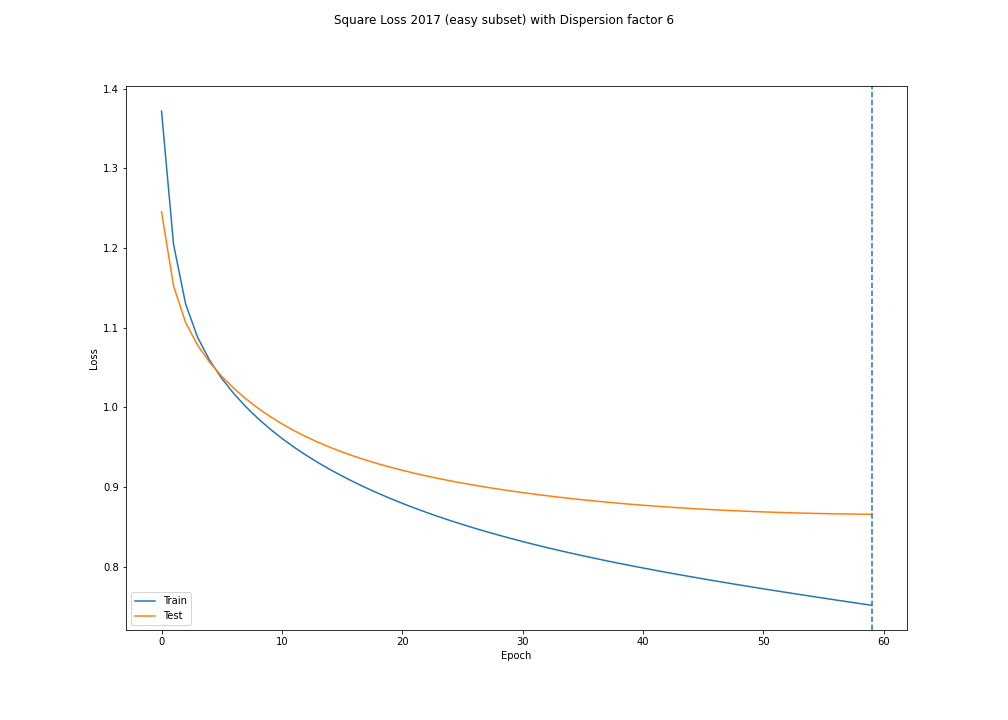 Square Loss 2017 (easy subset) with Dispersion factor 6
1.4
1.3
1.2
1.1
1.0
0.9
0.8
Loss
Train
Test
0 10 20 30 40 50 60
Epoch